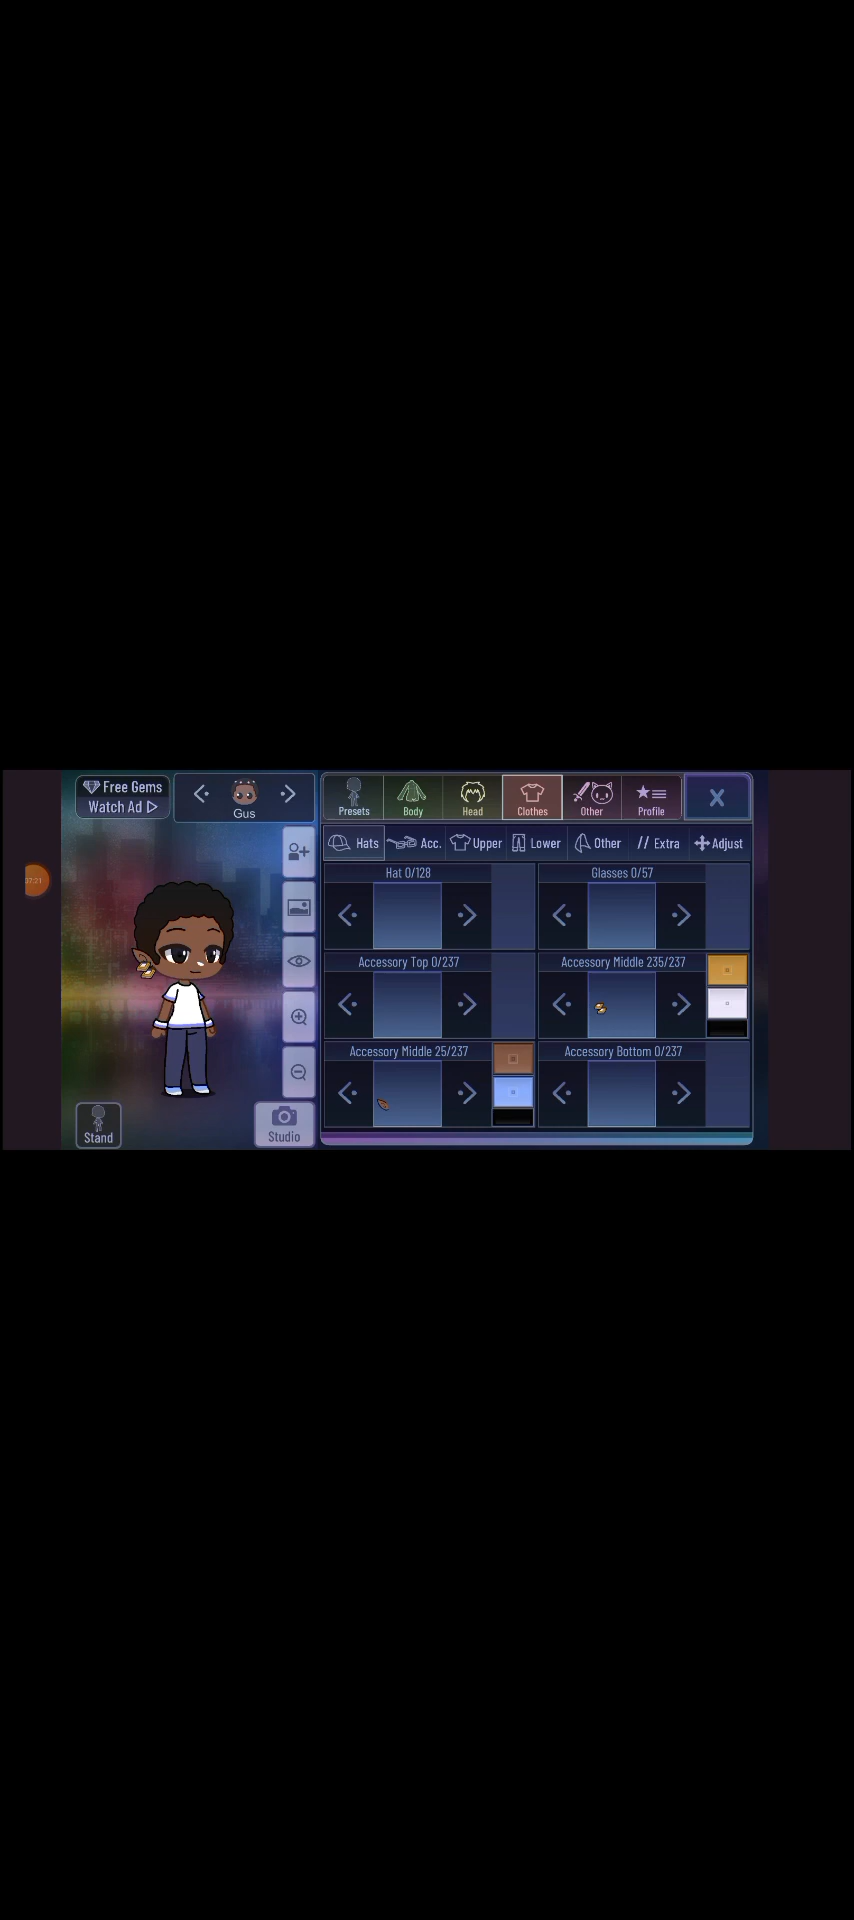 Free Gems
Watch Ad
Gus
Presets
Body
Head
Clothes
Other
Profile
X
Hats
Acc.
Upper
Lower
Other
Extra
Adjust
Hat 0/128
Glasses 0/57
Accessory Top 0/237
Accessory Middle 235/237
Accessory Middle 25/237
Accessory Bottom 0/237
Stand
Studio